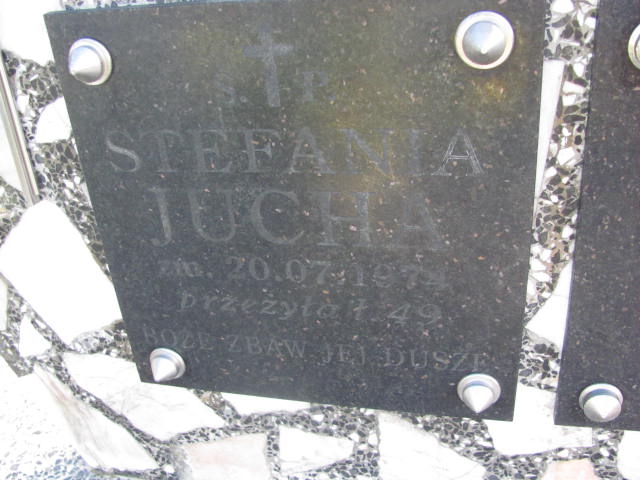 Ś. P.
STEFANIA
JUCHA
zm. 20.07.1974
przeżyła ł 49
BOŻE ZBAW JEJ DUSZĘ